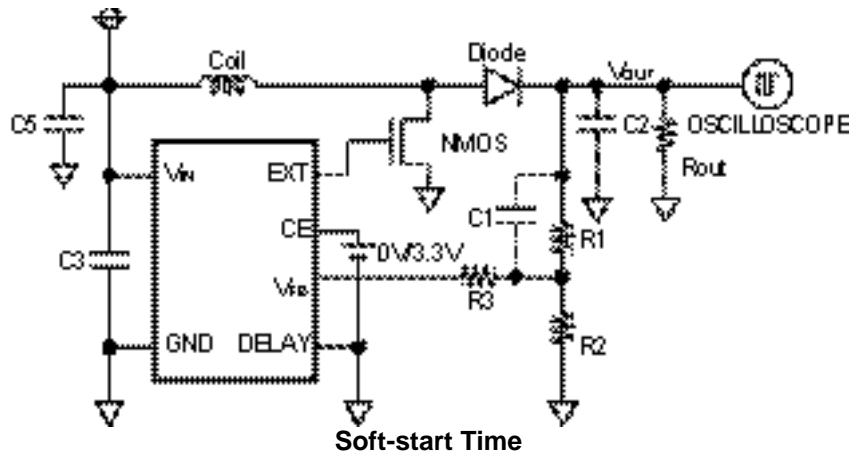 Coil
Diode
VOUT
C5
C2
OSCILLOSCOPE
NMOS
Rout
VIN
EXT
C1
CE
R1
C3
0V/3.3V
VFB
R3
R2
GND
DELAY
Soft-start Time